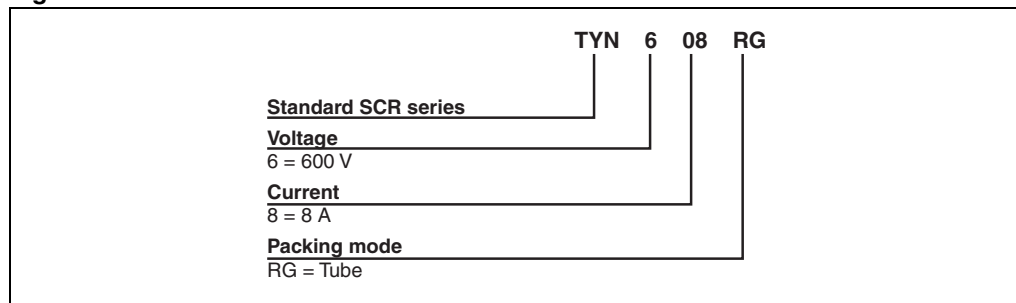 TYN 6 08 RG
Standard SCR series
Voltage
6 = 600 V
Current
8 = 8 A
Packing mode
RG = Tube